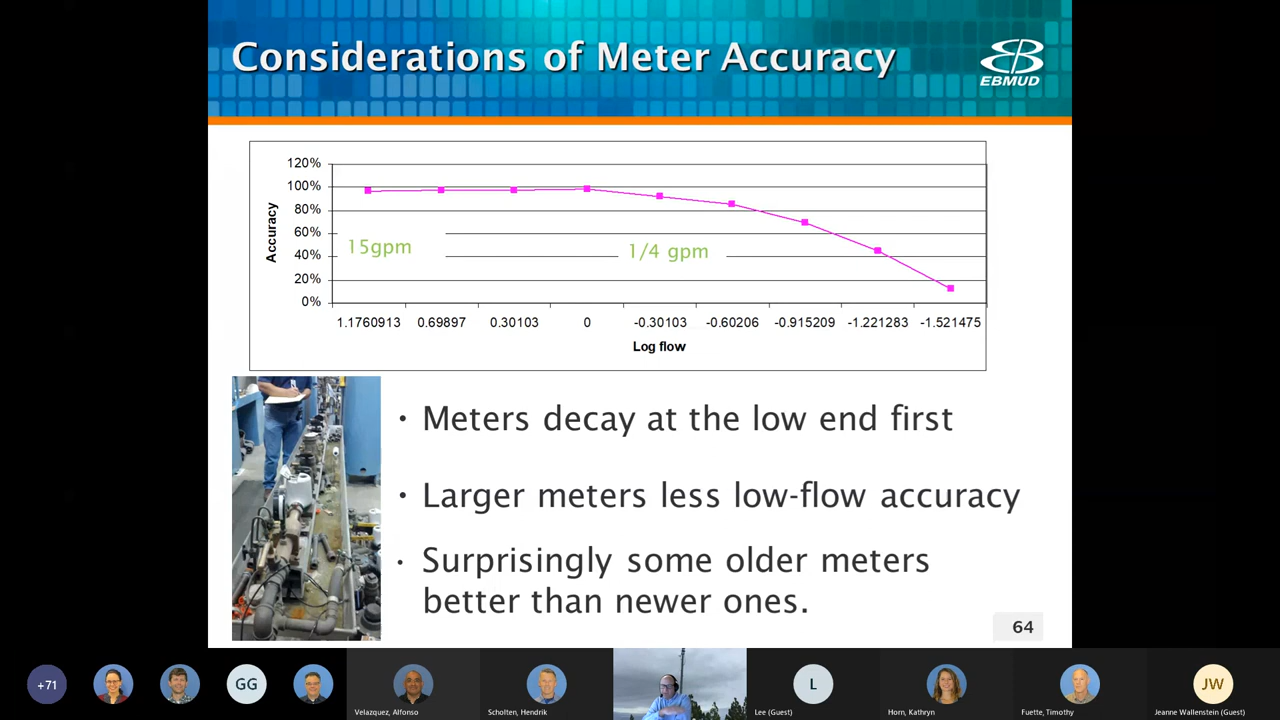 Considerations of Meter Accuracy
EBMUD
120%
100%
80%
60%
40%
20%
0%
Accuracy
15gpm
1/4 gpm
1.1760913 0.69897 0.30103 0 -0.30103 -0.60206 -0.915209 -1.221283 -1.521475
Log flow
• Meters decay at the low end first
• Larger meters less low-flow accuracy
• Surprisingly some older meters
better than newer ones.
64
+71
GG
L
JW
Velazquez, Alfonso
Scholten, Hendrik
Lee (Guest)
Horn, Kathryn
Fuette, Timothy
Jeanne Wallenstein (Guest)